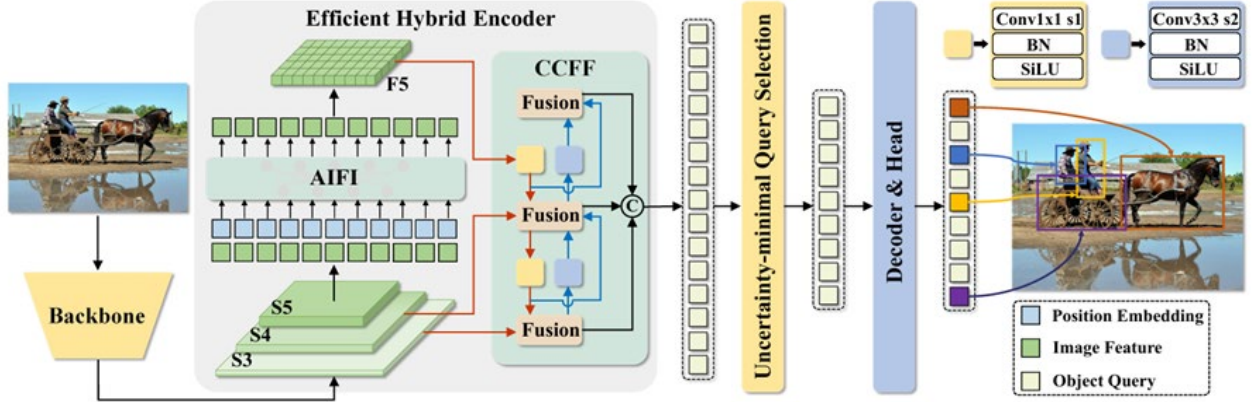 Efficient Hybrid Encoder
F5
CCFF
Fusion
AIFI
Fusion
Fusion
S5
S4
S3
Backbone
C
Uncertainty-minimal Query Selection
Decoder & Head
Conv1x1 s1
BN
SiLU
Conv3x3 s2
BN
SiLU
Position Embedding
Image Feature
Object Query